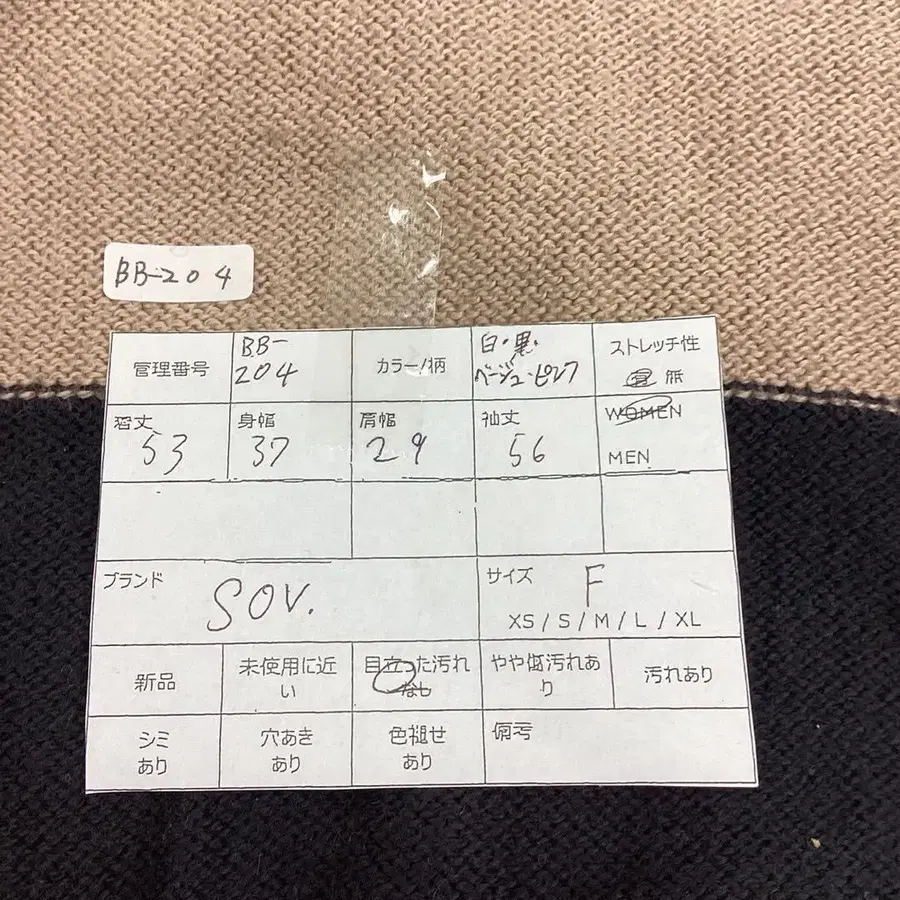 BB-204
管理番号
BB-
204
カラー/柄
白・黒・
ベージュ・ピンク
ストレッチ性
無
着丈
53
身幅
37
肩幅
29
袖丈
56
WOMEN
MEN
ブランド
SOV.
サイズ
F
XS / S / M / L / XL
新品
未使用に近
い
目立った汚れ
なし
やや傷汚れあ
り
汚れあり
シミ
あり
穴あき
あり
色褪せ
あり
備考